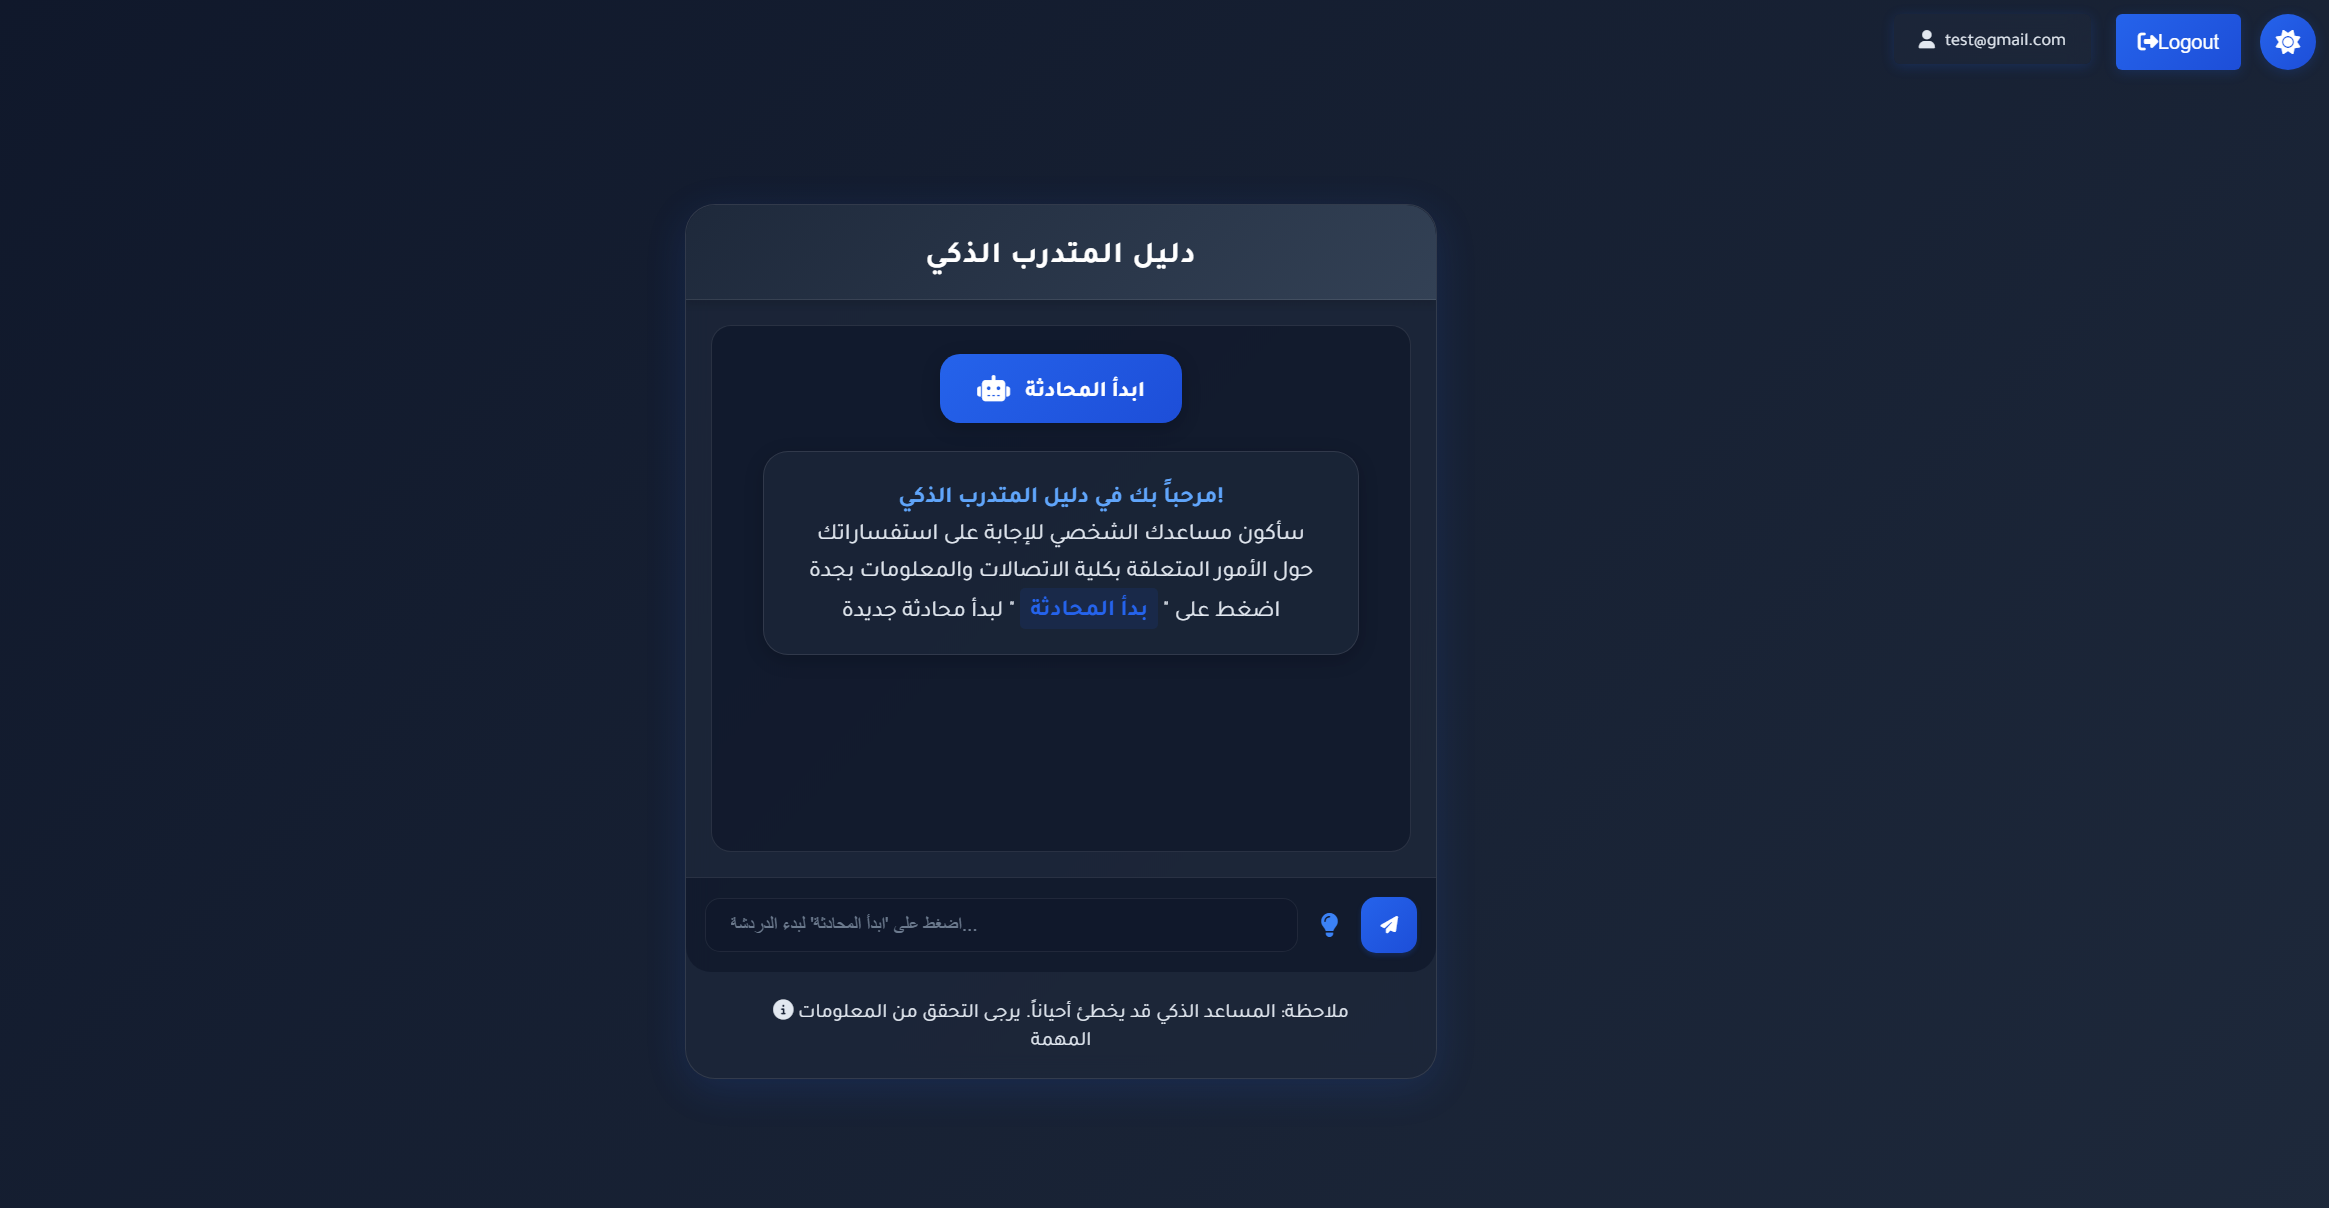 test@gmail.com
Logout
دليل المتدرب الذكي
ابدأ المحادثة
!مرحباً بك في دليل المتدرب الذكي
سأكون مساعدك الشخصي للإجابة على استفساراتك
حول الأمور المتعلقة بكلية الاتصالات والمعلومات بجدة
اضغط على " بدأ المحادثة " لبدأ محادثة جديدة
...اضغط على 'ابدأ المحادثة' لبدء الدردشة
ملاحظة: المساعد الذكي قد يخطئ أحياناً. يرجى التحقق من المعلومات
المهمة